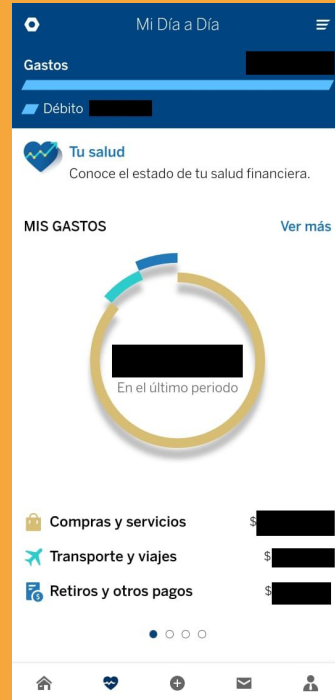 Mi Día a Día
Gastos
Débito
Tu salud
Conoce el estado de tu salud financiera.
MIS GASTOS
Ver más
En el último periodo
Compras y servicios $
Transporte y viajes $
Retiros y otros pagos $